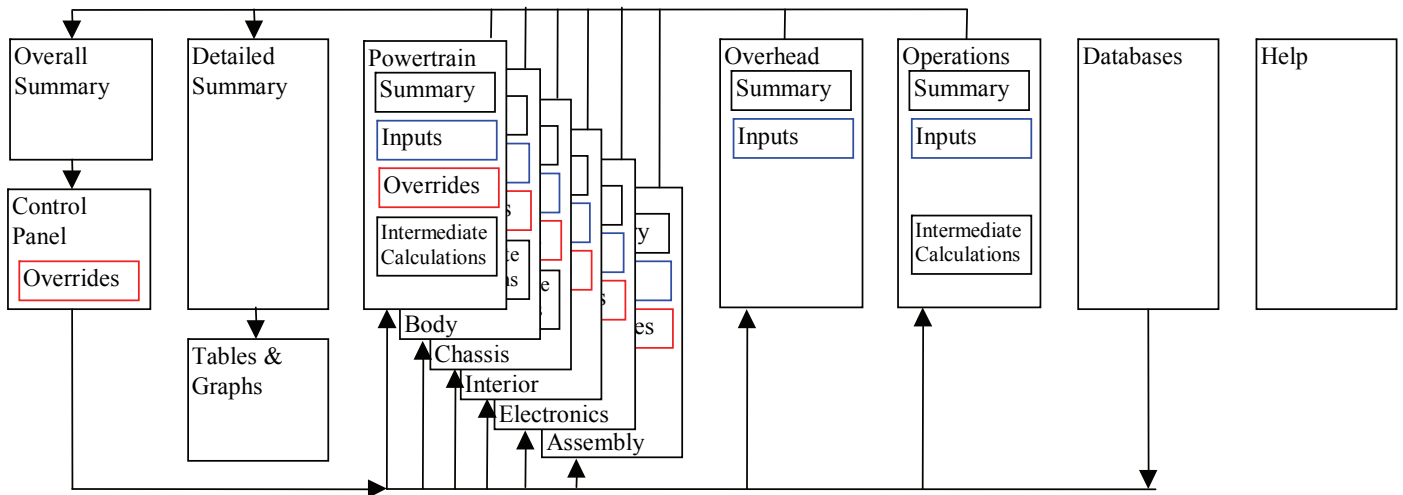 Overall
Summary
Control
Panel
Overrides
Detailed
Summary
Tables &
Graphs
Powertrain
Summary
Inputs
Overrides
Intermediate
Calculations
Body
Chassis
Interior
Electronics
Assembly
Overhead
Summary
Inputs
Operations
Summary
Inputs
Intermediate
Calculations
Databases
Help